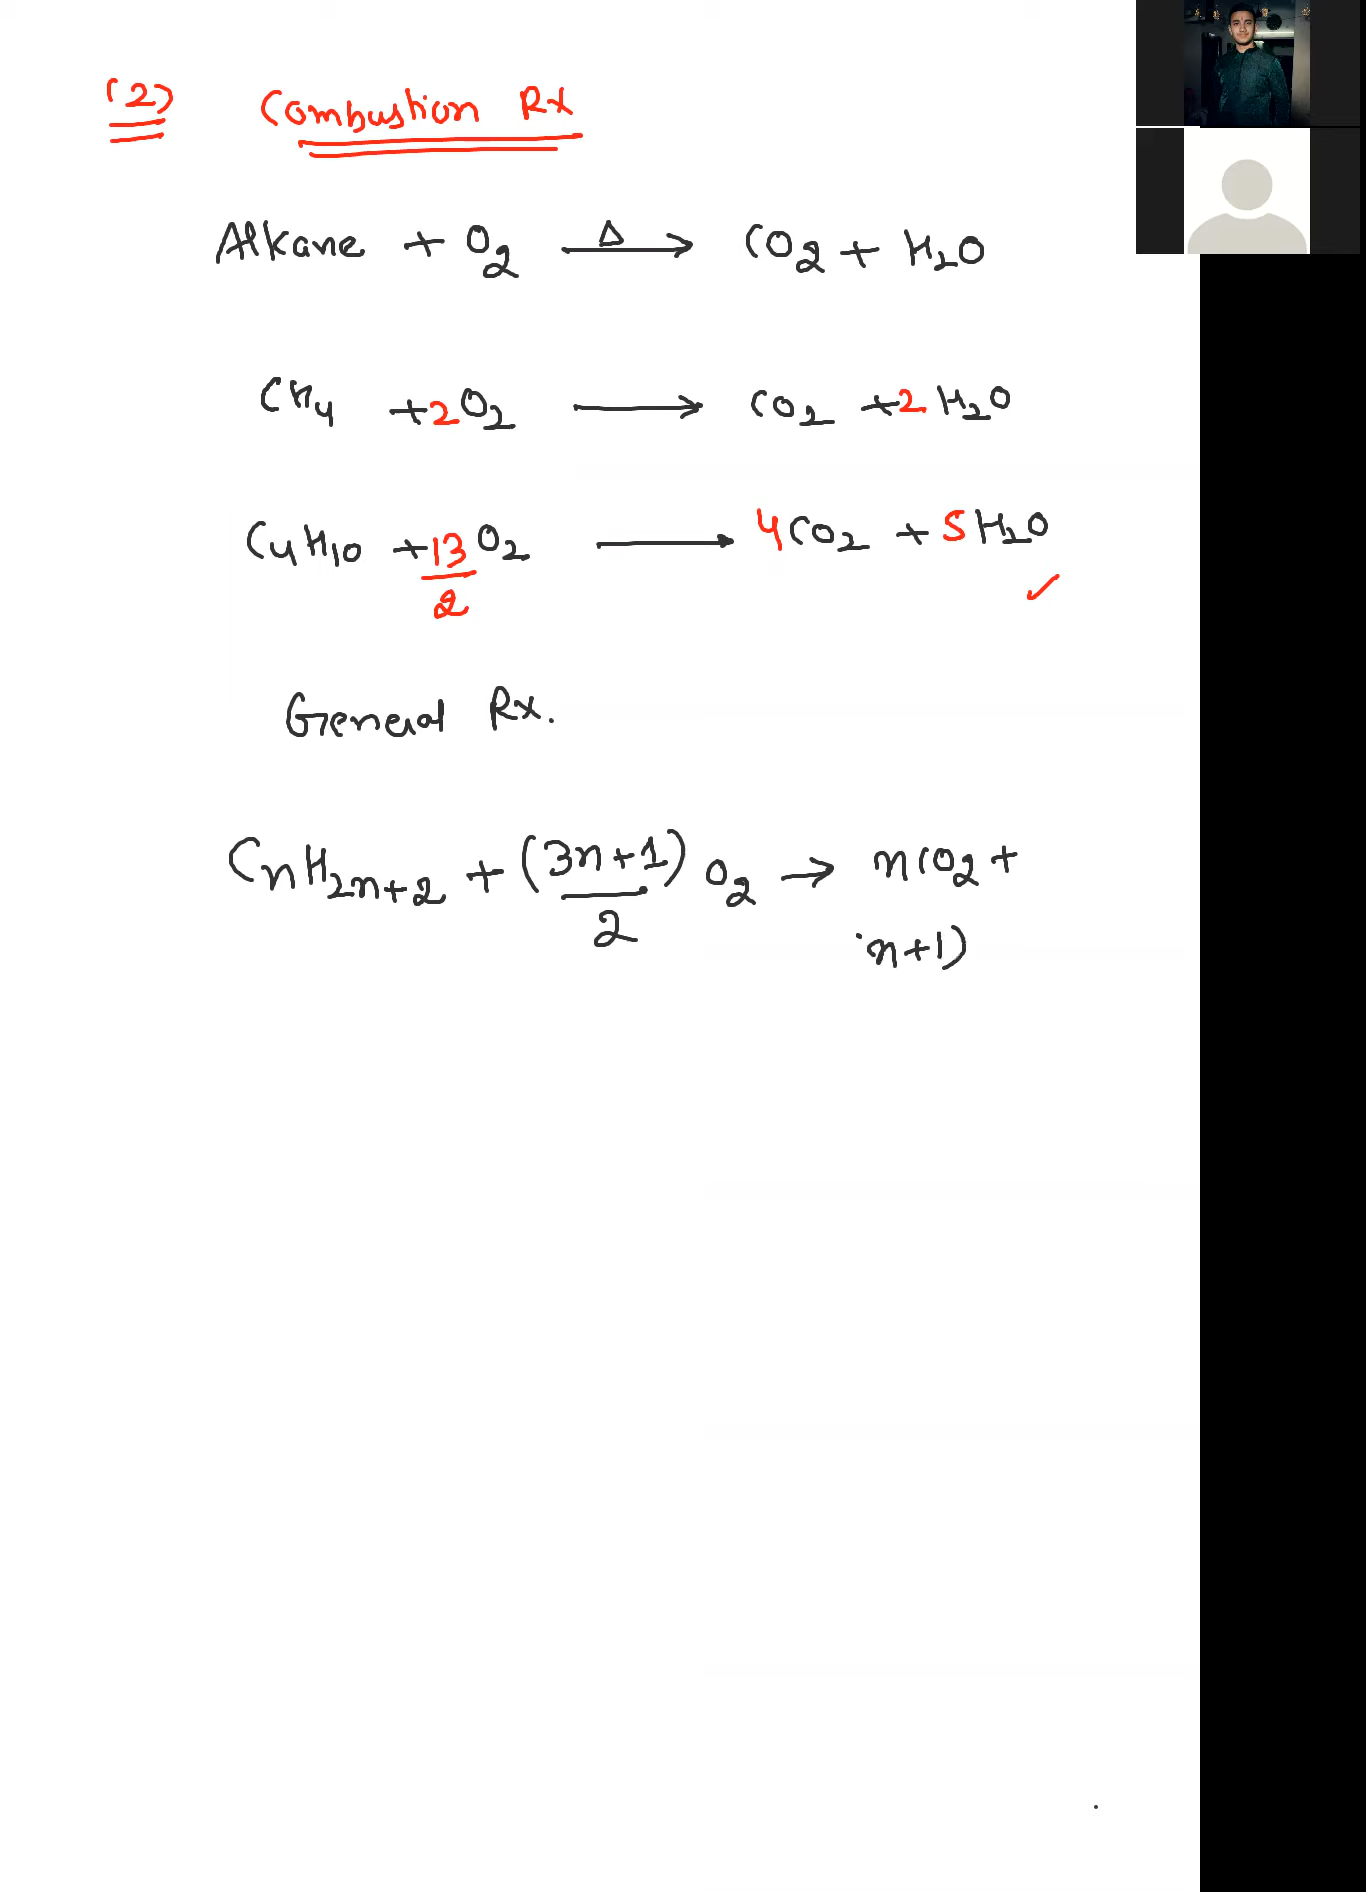 (2) Combustion Rx
Alkane + O2 —Δ→ CO2 + H2O
CH4 + 2O2 → CO2 + 2H2O
C4H10 + 13/2 O2 → 4CO2 + 5H2O ✓
General Rx.
CnH2n+2 + (3n+1)/2 O2 → nCO2 +
n+1)